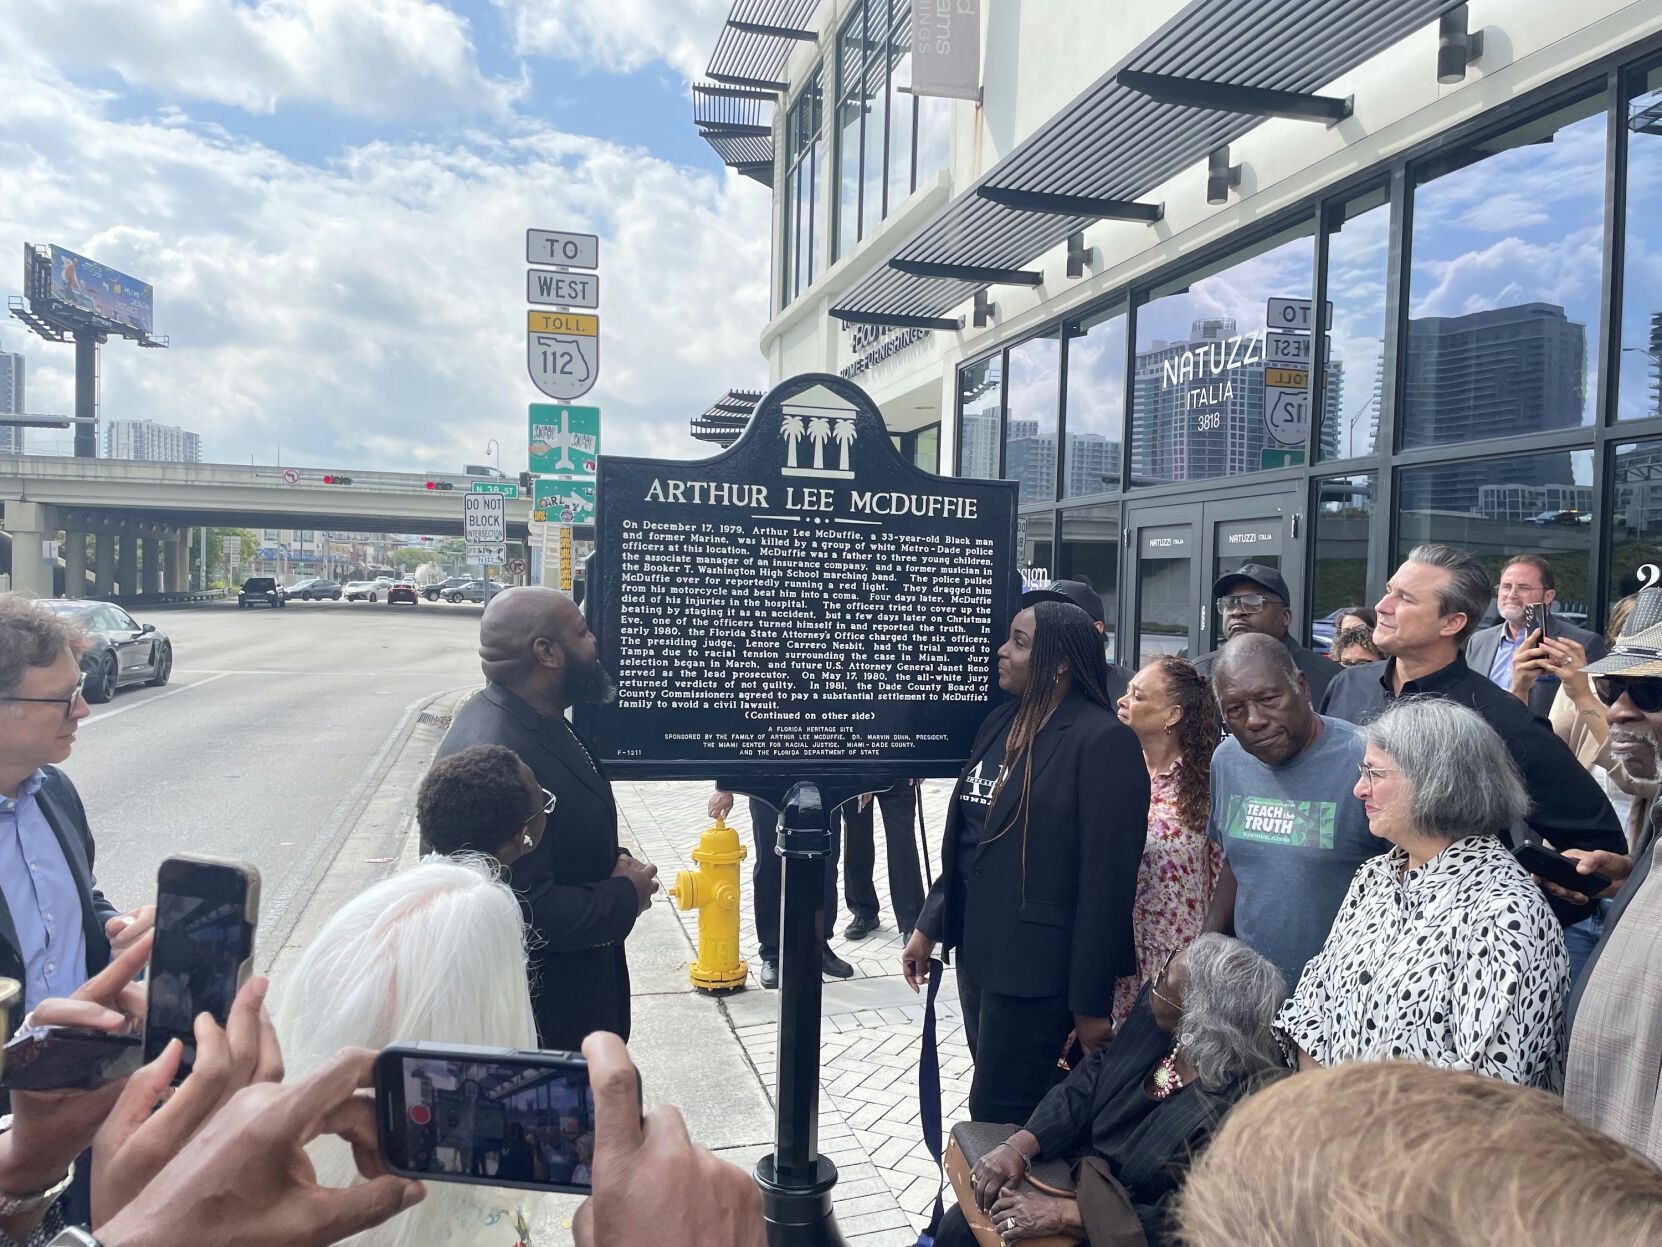 TO
WEST
TOLL
112
N 38 ST
DO NOT
BLOCK
INTERSECTION
NATUZZI
ITALIA
3818
TO
WEST
TOLL
112
NATUZZI ITALIA
NATUZZI ITALIA
HOME FURNISHINGS
ARTHUR LEE MCDUFFIE
On December 17, 1979, Arthur Lee McDuffie, a 33-year-old Black man
and former Marine, was killed by a group of white Metro-Dade police
officers at this location. McDuffie was a father to three young children,
the associate manager of an insurance company, and a former musician in
the Booker T. Washington High School marching band. The police pulled
McDuffie over for reportedly running a red light. They dragged him
from his motorcycle and beat him into a coma. Four days later, McDuffie
died of his injuries in the hospital. The officers tried to cover up the
beating by staging it as an accident, but a few days later on Christmas
Eve, one of the officers turned himself in and reported the truth. In
early 1980, the Florida State Attorney's Office charged the six officers.
The presiding judge, Lenore Carrero Nesbit, had the trial moved to
Tampa due to racial tension surrounding the case in Miami. Jury
selection began in March, and future U.S. Attorney General Janet Reno
served as the lead prosecutor. On May 17, 1980, the all-white jury
returned verdicts of not guilty. In 1981, the Dade County Board of
County Commissioners agreed to pay a substantial settlement to McDuffie's
family to avoid a civil lawsuit.
(Continued on other side)
A FLORIDA HERITAGE SITE
SPONSORED BY THE FAMILY OF ARTHUR LEE MCDUFFIE, DR. MARVIN DUNN, PRESIDENT,
THE MIAMI CENTER FOR RACIAL JUSTICE, MIAMI-DADE COUNTY,
AND THE FLORIDA DEPARTMENT OF STATE
F-1211
TEACH the
TRUTH
ROSEWOOD, FLORIDA